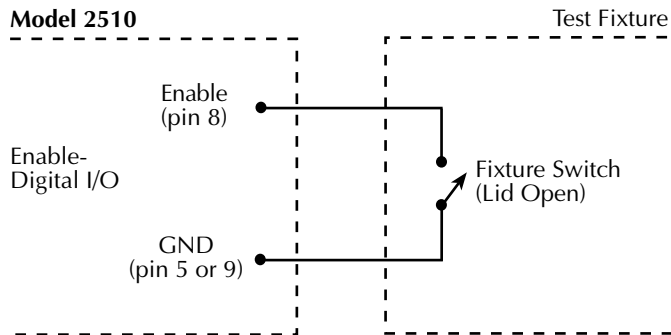 Model 2510
Test Fixture
Enable
(pin 8)
Enable-
Digital I/O
Fixture Switch
(Lid Open)
GND
(pin 5 or 9)